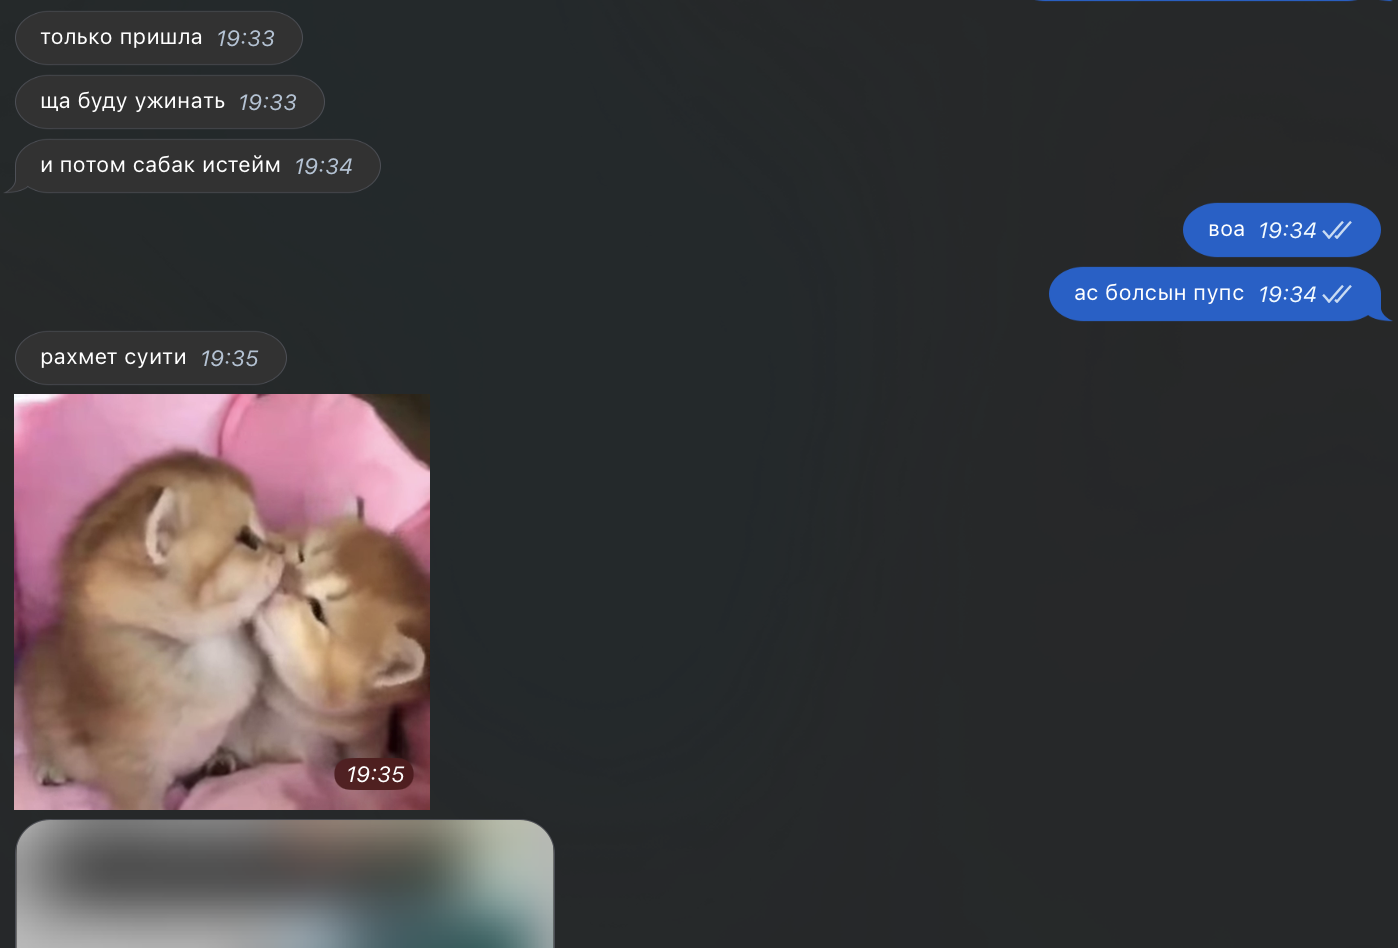 только пришла 19:33
ща буду ужинать 19:33
и потом сабак истейм 19:34
воа 19:34
ас болсын пупс 19:34
рахмет суити 19:35
19:35